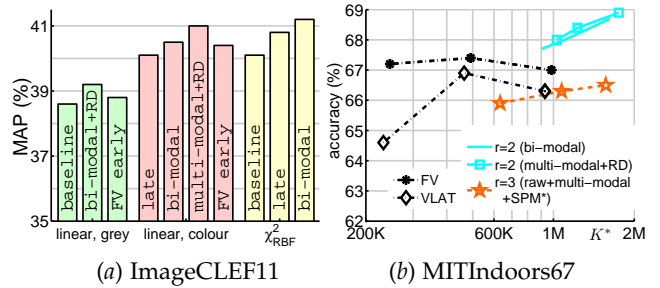 MAP (%)
41
39
37
35
baseline
bi-modal+RD
FV early
late
bi-modal
multi-modal+RD
FV early
baseline
late
bi-modal
linear, grey
linear, colour
χ²RBF
(a) ImageCLEF11
accuracy (%)
69
68
67
66
65
64
63
62
FV
VLAT
r=2 (bi-modal)
r=2 (multi-modal+RD)
r=3 (raw+multi-modal
+SPM*)
200K
600K
1M
K*
2M
(b) MITIndoors67